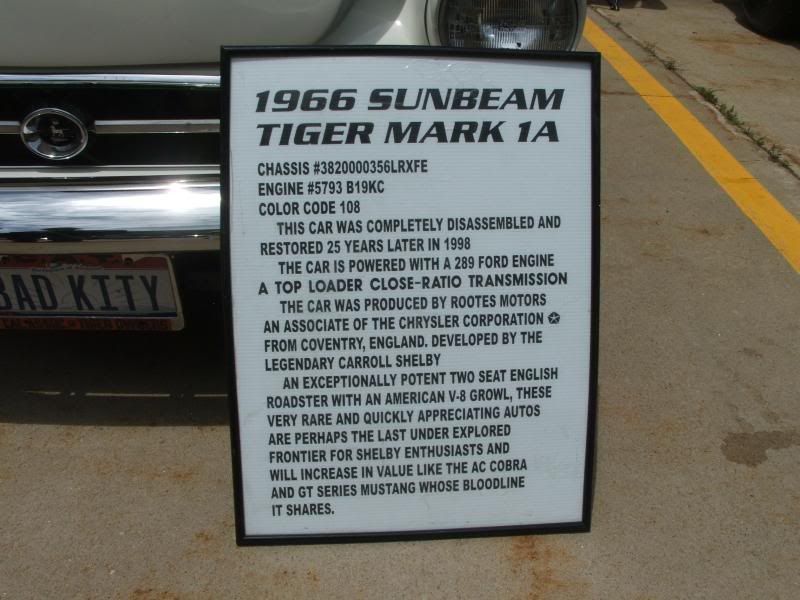 1966 SUNBEAM
TIGER MARK 1A
CHASSIS #3820000356LRXFE
ENGINE #5793 B19KC
COLOR CODE 108
THIS CAR WAS COMPLETELY DISASSEMBLED AND
RESTORED 25 YEARS LATER IN 1998
THE CAR IS POWERED WITH A 289 FORD ENGINE
A TOP LOADER CLOSE-RATIO TRANSMISSION
THE CAR WAS PRODUCED BY ROOTES MOTORS
AN ASSOCIATE OF THE CHRYSLER CORPORATION
FROM COVENTRY, ENGLAND. DEVELOPED BY THE
LEGENDARY CARROLL SHELBY
AN EXCEPTIONALLY POTENT TWO SEAT ENGLISH
ROADSTER WITH AN AMERICAN V-8 GROWL, THESE
VERY RARE AND QUICKLY APPRECIATING AUTOS
ARE PERHAPS THE LAST UNDER EXPLORED
FRONTIER FOR SHELBY ENTHUSIASTS AND
WILL INCREASE IN VALUE LIKE THE AC COBRA
AND GT SERIES MUSTANG WHOSE BLOODLINE
IT SHARES.
BAD KITY